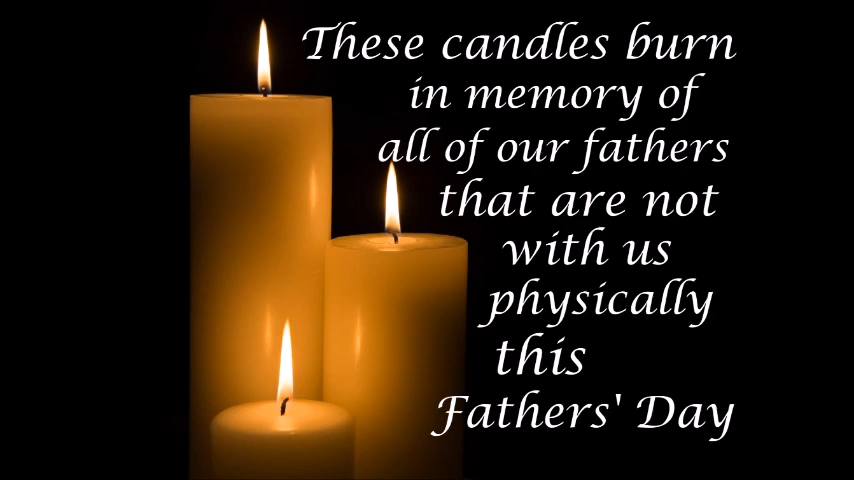 These candles burn
in memory of
all of our fathers
that are not
with us
physically
this
Fathers' Day